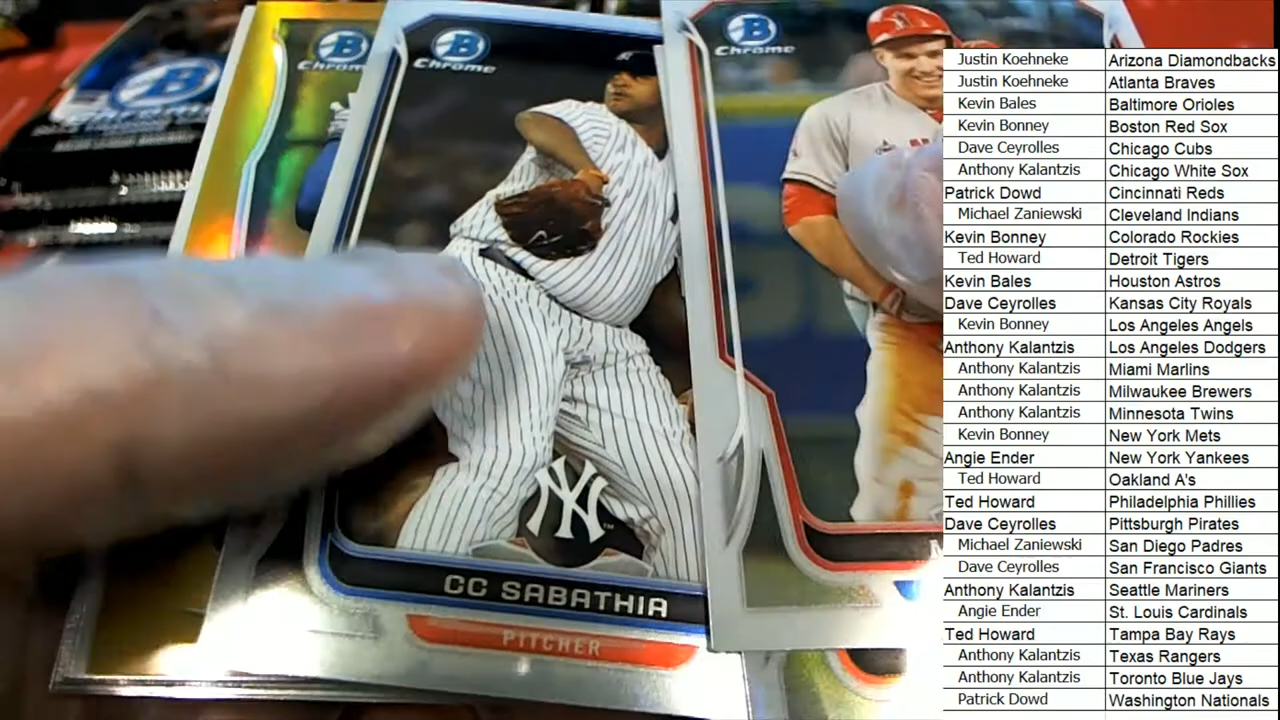 B
Chrome
B
Chrom
B
Chrome
B
Chrome
NY
CC SABATHIA
PITCHER
Justin Koehneke Arizona Diamondbacks
Justin Koehneke Atlanta Braves
Kevin Bales Baltimore Orioles
Kevin Bonney Boston Red Sox
Dave Ceyrolles Chicago Cubs
Anthony Kalantzis Chicago White Sox
Patrick Dowd Cincinnati Reds
Michael Zaniewski Cleveland Indians
Kevin Bonney Colorado Rockies
Ted Howard Detroit Tigers
Kevin Bales Houston Astros
Dave Ceyrolles Kansas City Royals
Kevin Bonney Los Angeles Angels
Anthony Kalantzis Los Angeles Dodgers
Anthony Kalantzis Miami Marlins
Anthony Kalantzis Milwaukee Brewers
Anthony Kalantzis Minnesota Twins
Kevin Bonney New York Mets
Angie Ender New York Yankees
Ted Howard Oakland A's
Ted Howard Philadelphia Phillies
Dave Ceyrolles Pittsburgh Pirates
Michael Zaniewski San Diego Padres
Dave Ceyrolles San Francisco Giants
Anthony Kalantzis Seattle Mariners
Angie Ender St. Louis Cardinals
Ted Howard Tampa Bay Rays
Anthony Kalantzis Texas Rangers
Anthony Kalantzis Toronto Blue Jays
Patrick Dowd Washington Nationals